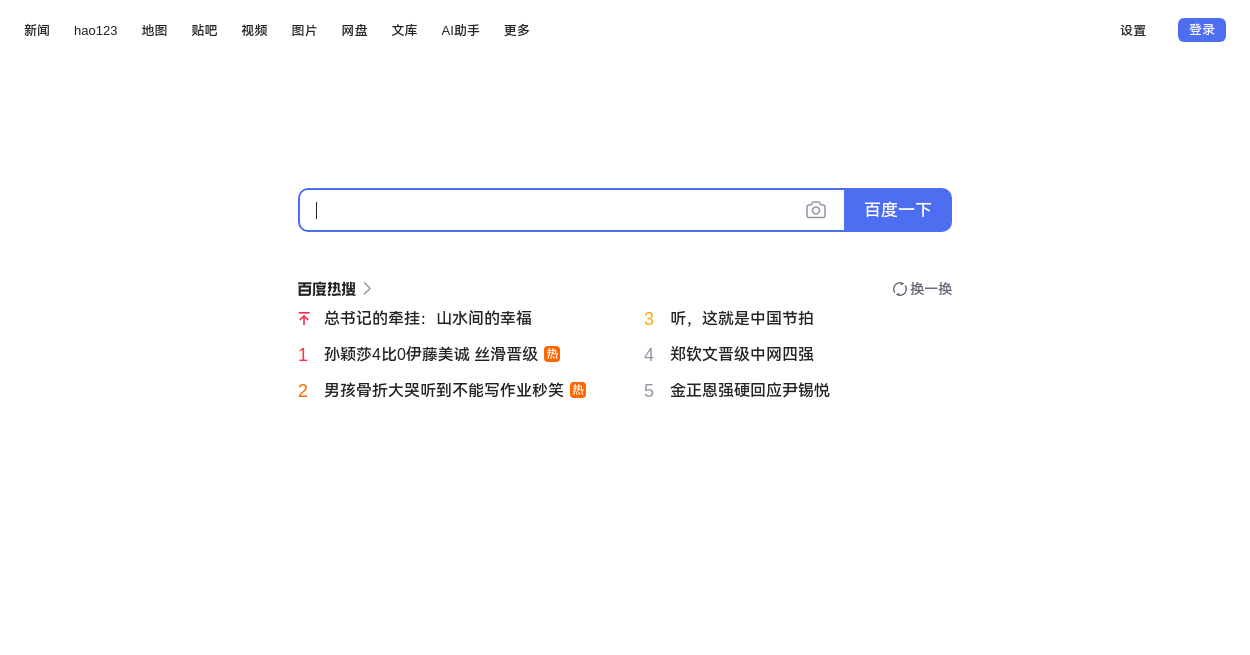 新闻 hao123 地图 贴吧 视频 图片 网盘 文库 AI助手 更多 设置 登录
百度一下
百度热搜 换一换
总书记的牵挂：山水间的幸福
1 孙颖莎4比0伊藤美诚 丝滑晋级 热
2 男孩骨折大哭听到不能写作业秒笑 热
3 听，这就是中国节拍
4 郑钦文晋级中网四强
5 金正恩强硬回应尹锡悦